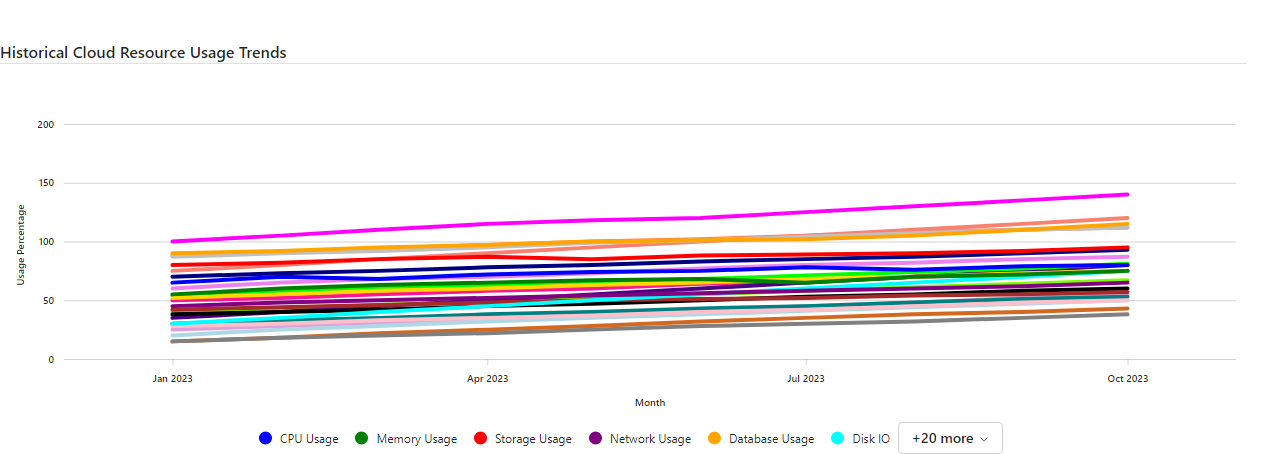 Historical Cloud Resource Usage Trends
200
150
100
50
0
Usage Percentage
Jan 2023 Apr 2023 Jul 2023 Oct 2023
Month
CPU Usage Memory Usage Storage Usage Network Usage Database Usage Disk IO +20 more